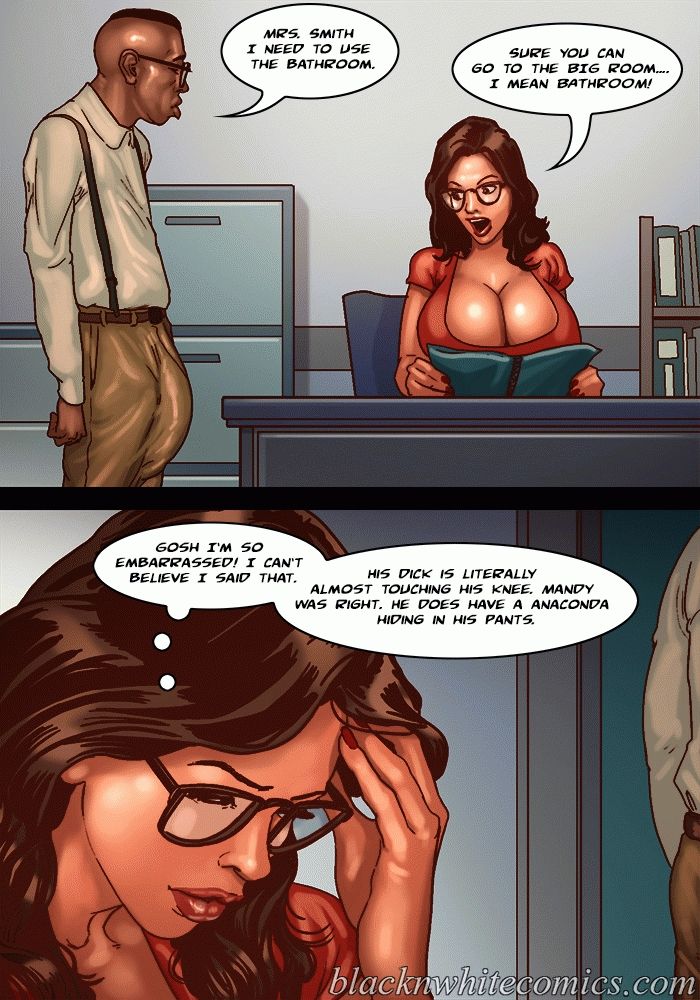 MRS. SMITH
I NEED TO USE
THE BATHROOM.
SURE YOU CAN
GO TO THE BIG ROOM....
I MEAN BATHROOM!
GOSH I'M SO
EMBARRASSED! I CAN'T
BELIEVE I SAID THAT.
HIS DICK IS LITERALLY
ALMOST TOUCHING HIS KNEE. MANDY
WAS RIGHT. HE DOES HAVE A ANACONDA
HIDING IN HIS PANTS.
blacknwhitecomics.com